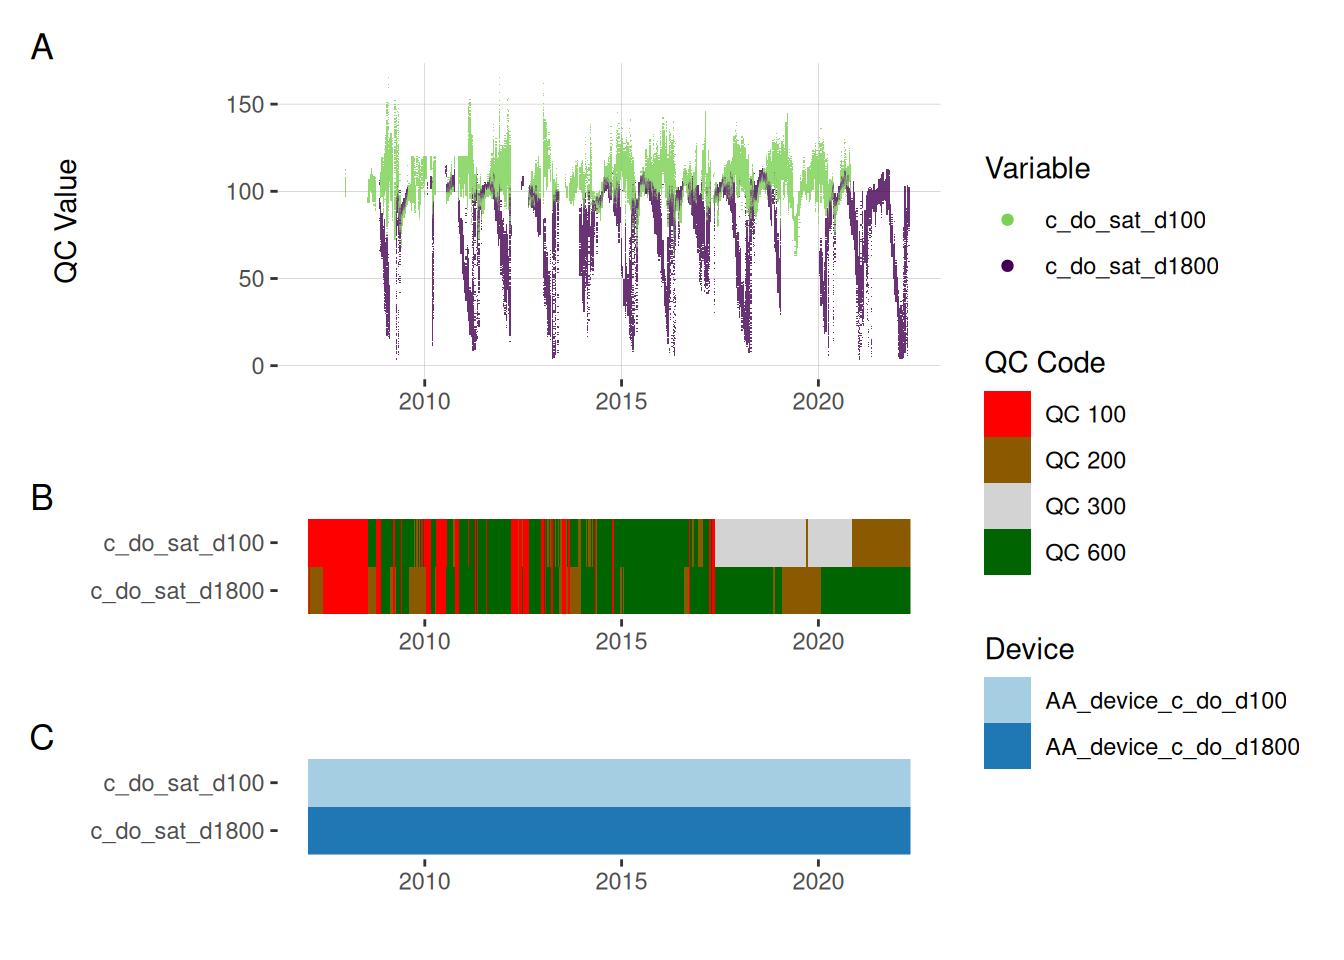 A
QC Value
150
100
50
0
2010 2015 2020
Variable
c_do_sat_d100
c_do_sat_d1800
QC Code
QC 100
QC 200
QC 300
QC 600
B
c_do_sat_d100
c_do_sat_d1800
2010 2015 2020
Device
AA_device_c_do_d100
AA_device_c_do_d1800
C
c_do_sat_d100
c_do_sat_d1800
2010 2015 2020